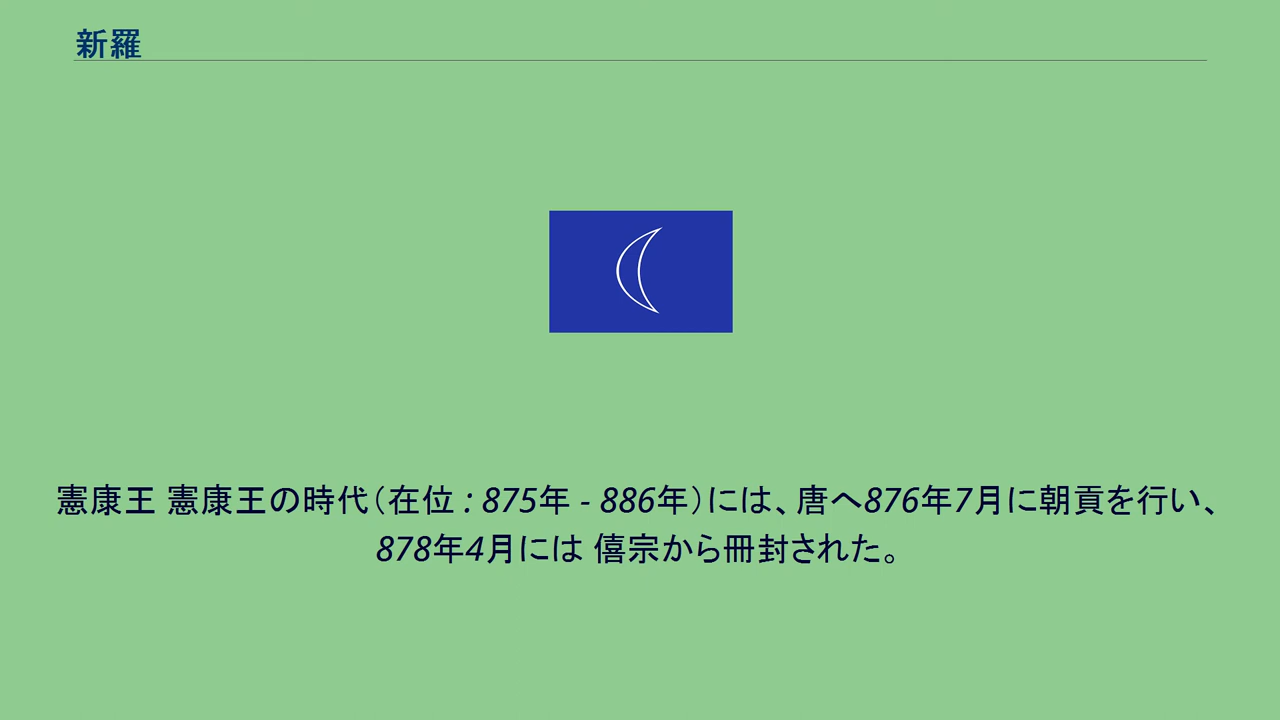 新羅
憲康王 憲康王の時代（在位 : 875年 - 886年）には、唐へ876年7月に朝貢を行い、
878年4月には 僖宗から冊封された。